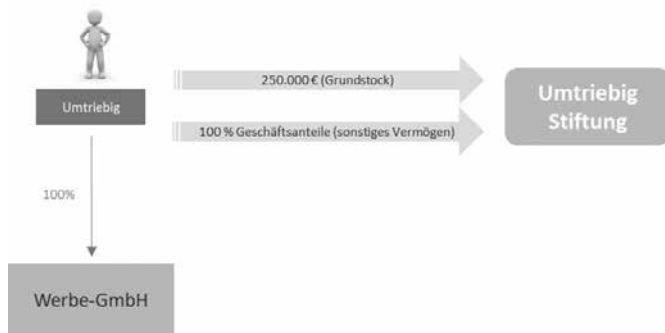 250.000 € (Grundstock)
Umtriebig
Umtriebig
Stiftung
100 % Geschäftsanteile (sonstiges Vermögen)
100%
Werbe-GmbH